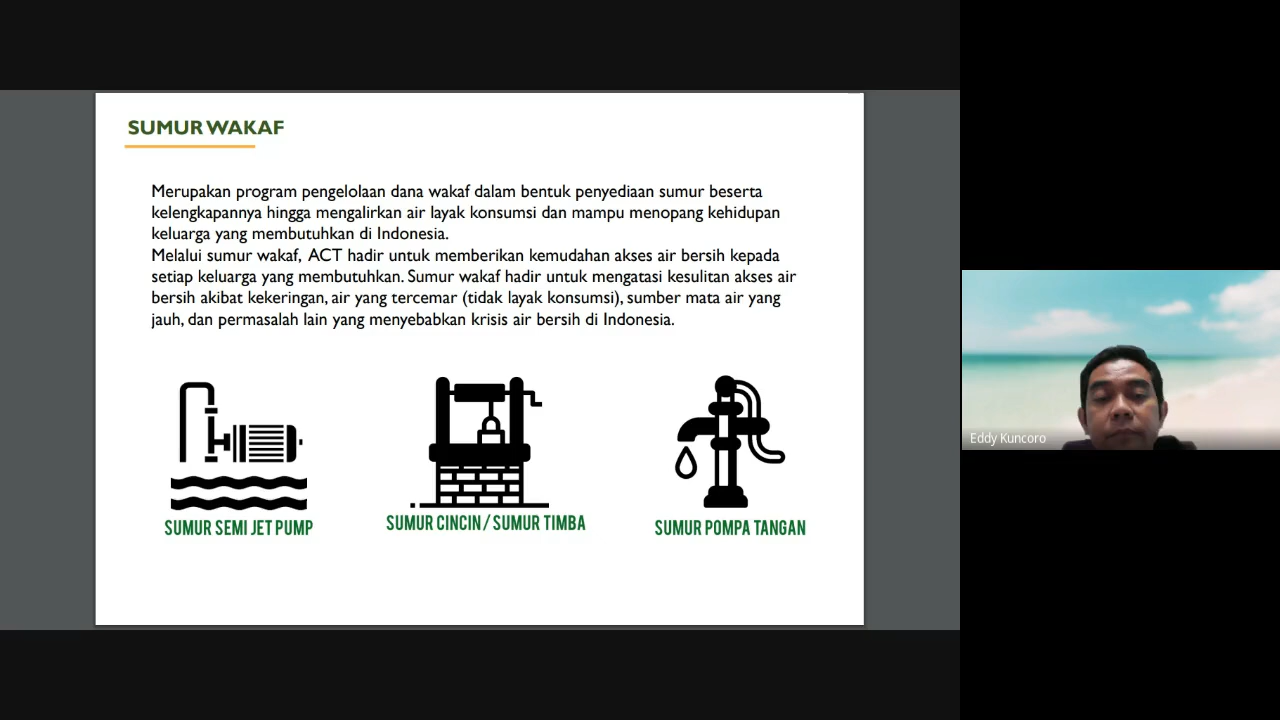 SUMUR WAKAF
Merupakan program pengelolaan dana wakaf dalam bentuk penyediaan sumur beserta
kelengkapannya hingga mengalirkan air layak konsumsi dan mampu menopang kehidupan
keluarga yang membutuhkan di Indonesia.
Melalui sumur wakaf, ACT hadir untuk memberikan kemudahan akses air bersih kepada
setiap keluarga yang membutuhkan. Sumur wakaf hadir untuk mengatasi kesulitan akses air
bersih akibat kekeringan, air yang tercemar (tidak layak konsumsi), sumber mata air yang
jauh, dan permasalah lain yang menyebabkan krisis air bersih di Indonesia.
SUMUR SEMI JET PUMP
SUMUR CINCIN / SUMUR TIMBA
SUMUR POMPA TANGAN
Eddy Kuncoro